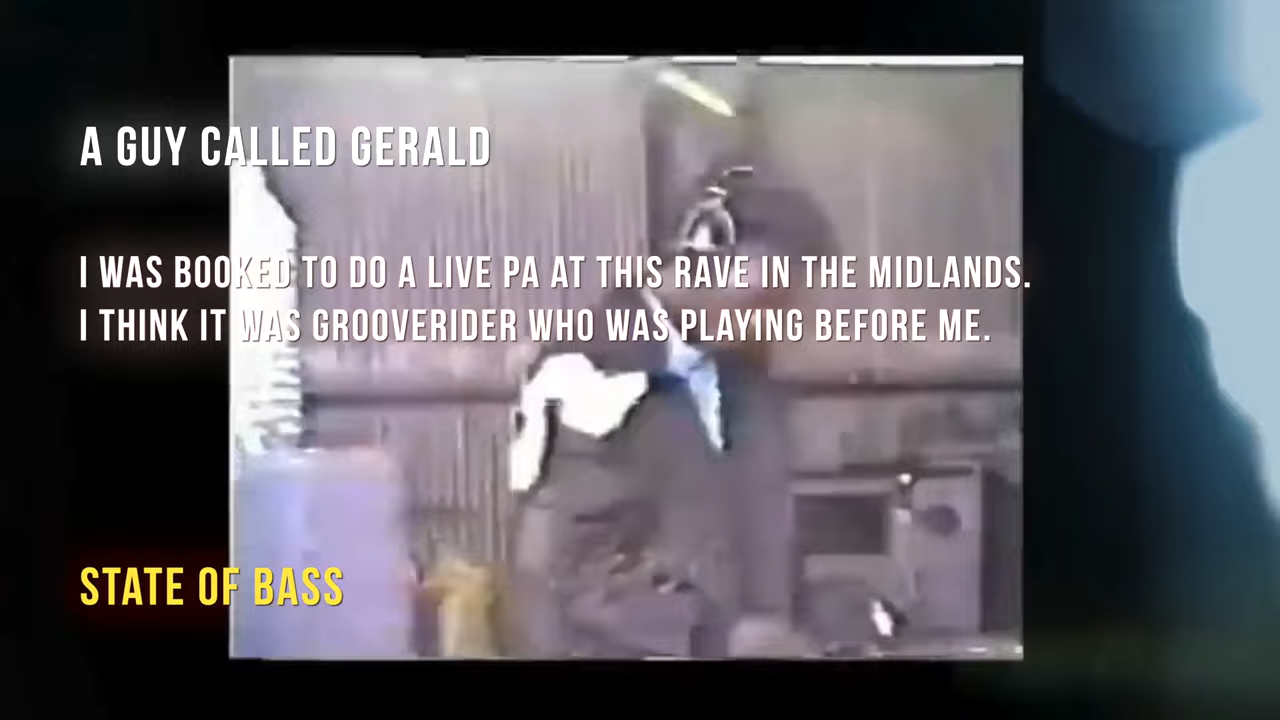 A GUY CALLED GERALD
I WAS BOOKED TO DO A LIVE PA AT THIS RAVE IN THE MIDLANDS.
I THINK IT WAS GROOVERIDER WHO WAS PLAYING BEFORE ME.
STATE OF BASS